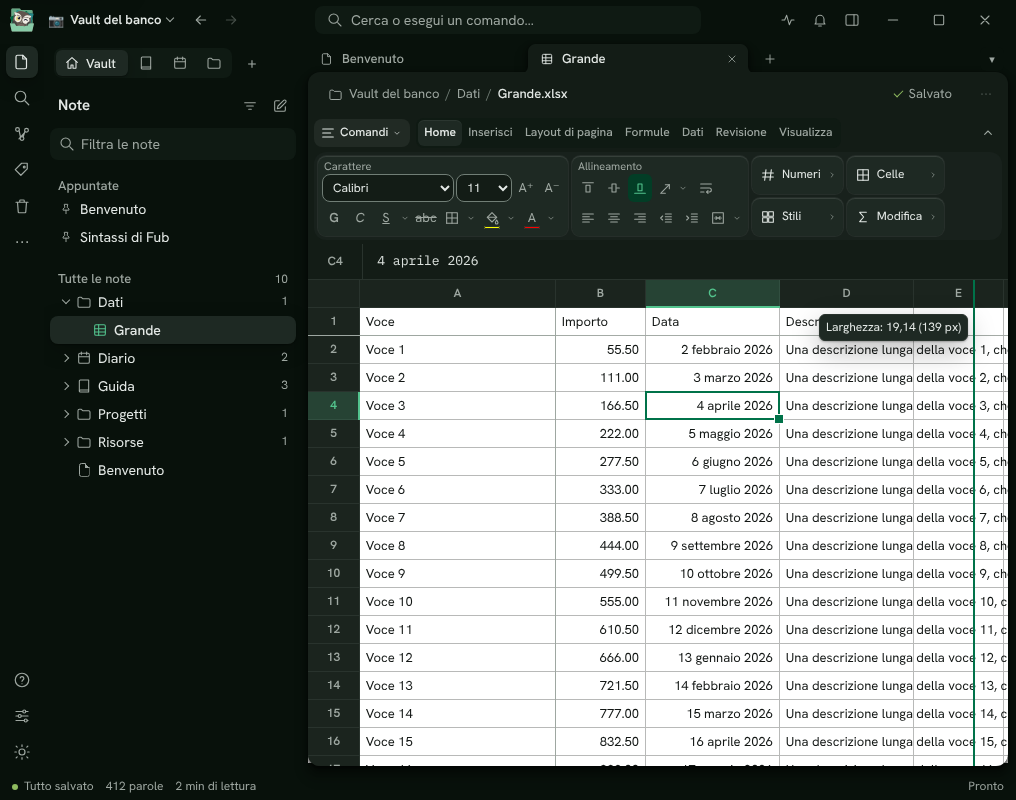 Vault del banco
Cerca o esegui un comando…
Vault
Benvenuto
Grande
Note
Filtra le note
Appuntate
Benvenuto
Sintassi di Fub
Tutte le note 10
Dati 1
Grande
Diario 2
Guida 3
Progetti 1
Risorse 1
Benvenuto
Vault del banco / Dati / Grande.xlsx
Salvato
Comandi Home Inserisci Layout di pagina Formule Dati Revisione Visualizza
Carattere
Calibri 11 A⁺ A⁻
G C S abc A
Allineamento
Numeri
Celle
Stili
Modifica
C4 4 aprile 2026
A B C D E
1 Voce Importo Data Descr
Larghezza: 19,14 (139 px)
2 Voce 1 55.50 2 febbraio 2026 Una descrizione lunga della voce 1, ch
3 Voce 2 111.00 3 marzo 2026 Una descrizione lunga della voce 2, ch
4 Voce 3 166.50 4 aprile 2026 Una descrizione lunga della voce 3, ch
5 Voce 4 222.00 5 maggio 2026 Una descrizione lunga della voce 4, ch
6 Voce 5 277.50 6 giugno 2026 Una descrizione lunga della voce 5, ch
7 Voce 6 333.00 7 luglio 2026 Una descrizione lunga della voce 6, ch
8 Voce 7 388.50 8 agosto 2026 Una descrizione lunga della voce 7, ch
9 Voce 8 444.00 9 settembre 2026 Una descrizione lunga della voce 8, ch
10 Voce 9 499.50 10 ottobre 2026 Una descrizione lunga della voce 9, ch
11 Voce 10 555.00 11 novembre 2026 Una descrizione lunga della voce 10, c
12 Voce 11 610.50 12 dicembre 2026 Una descrizione lunga della voce 11, c
13 Voce 12 666.00 13 gennaio 2026 Una descrizione lunga della voce 12, c
14 Voce 13 721.50 14 febbraio 2026 Una descrizione lunga della voce 13, c
15 Voce 14 777.00 15 marzo 2026 Una descrizione lunga della voce 14, c
16 Voce 15 832.50 16 aprile 2026 Una descrizione lunga della voce 15, c
Tutto salvato 412 parole 2 min di lettura
Pronto